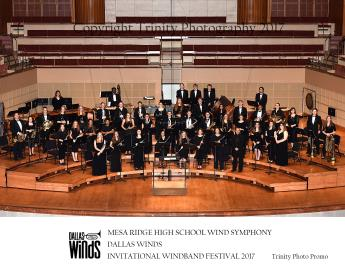 Copyright Trinity Photography 2017
DALLAS
WINDS
MESA RIDGE HIGH SCHOOL WIND SYMPHONY
DALLAS WINDS
INVITATIONAL WINDBAND FESTIVAL 2017
Trinity Photo Promo